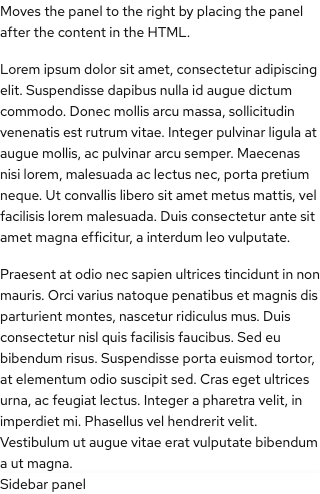 Moves the panel to the right by placing the panel
after the content in the HTML.
Lorem ipsum dolor sit amet, consectetur adipiscing
elit. Suspendisse dapibus nulla id augue dictum
commodo. Donec mollis arcu massa, sollicitudin
venenatis est rutrum vitae. Integer pulvinar ligula at
augue mollis, ac pulvinar arcu semper. Maecenas
nisi lorem, malesuada ac lectus nec, porta pretium
neque. Ut convallis libero sit amet metus mattis, vel
facilisis lorem malesuada. Duis consectetur ante sit
amet magna efficitur, a interdum leo vulputate.
Praesent at odio nec sapien ultrices tincidunt in non
mauris. Orci varius natoque penatibus et magnis dis
parturient montes, nascetur ridiculus mus. Duis
consectetur nisl quis facilisis faucibus. Sed eu
bibendum risus. Suspendisse porta euismod tortor,
at elementum odio suscipit sed. Cras eget ultrices
urna, ac feugiat lectus. Integer a pharetra velit, in
imperdiet mi. Phasellus vel hendrerit velit.
Vestibulum ut augue vitae erat vulputate bibendum
a ut magna.
Sidebar panel